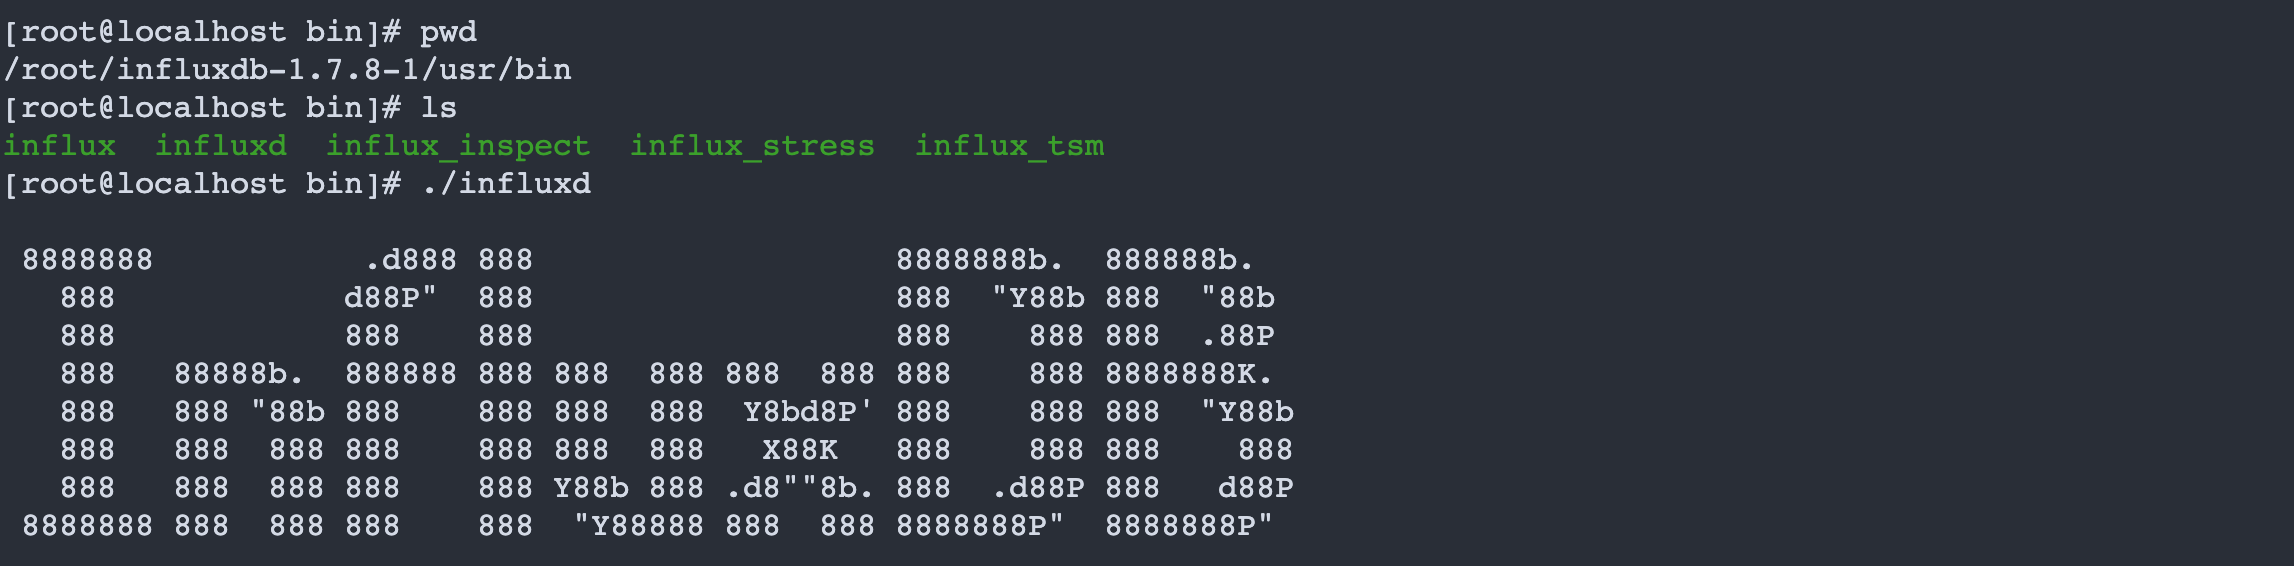 [root@localhost bin]# pwd
/root/influxdb-1.7.8-1/usr/bin
[root@localhost bin]# ls
influx  influxd  influx_inspect  influx_stress  influx_tsm
[root@localhost bin]# ./influxd

 8888888           .d888 888                   8888888b.  888888b.
   888            d88P"  888                   888  "Y88b 888  "88b
   888            888    888                   888    888 888  .88P
   888   88888b.  888888 888 888  888 888  888 888    888 8888888K.
   888   888 "88b 888    888 888  888  Y8bd8P' 888    888 888  "Y88b
   888   888  888 888    888 888  888   X88K   888    888 888    888
   888   888  888 888    888 Y88b 888 .d8""8b. 888  .d88P 888   d88P
 8888888 888  888 888    888  "Y88888 888  888 8888888P"  8888888P"